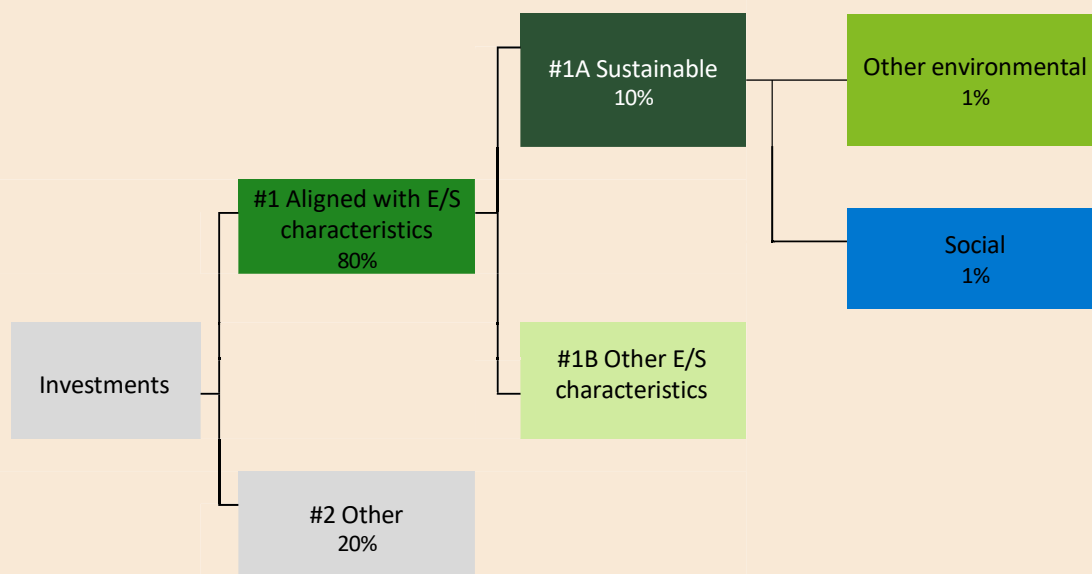 #1A Sustainable
10%
Other environmental
1%
#1 Aligned with E/S
characteristics
80%
Social
1%
Investments
#1B Other E/S
characteristics
#2 Other
20%